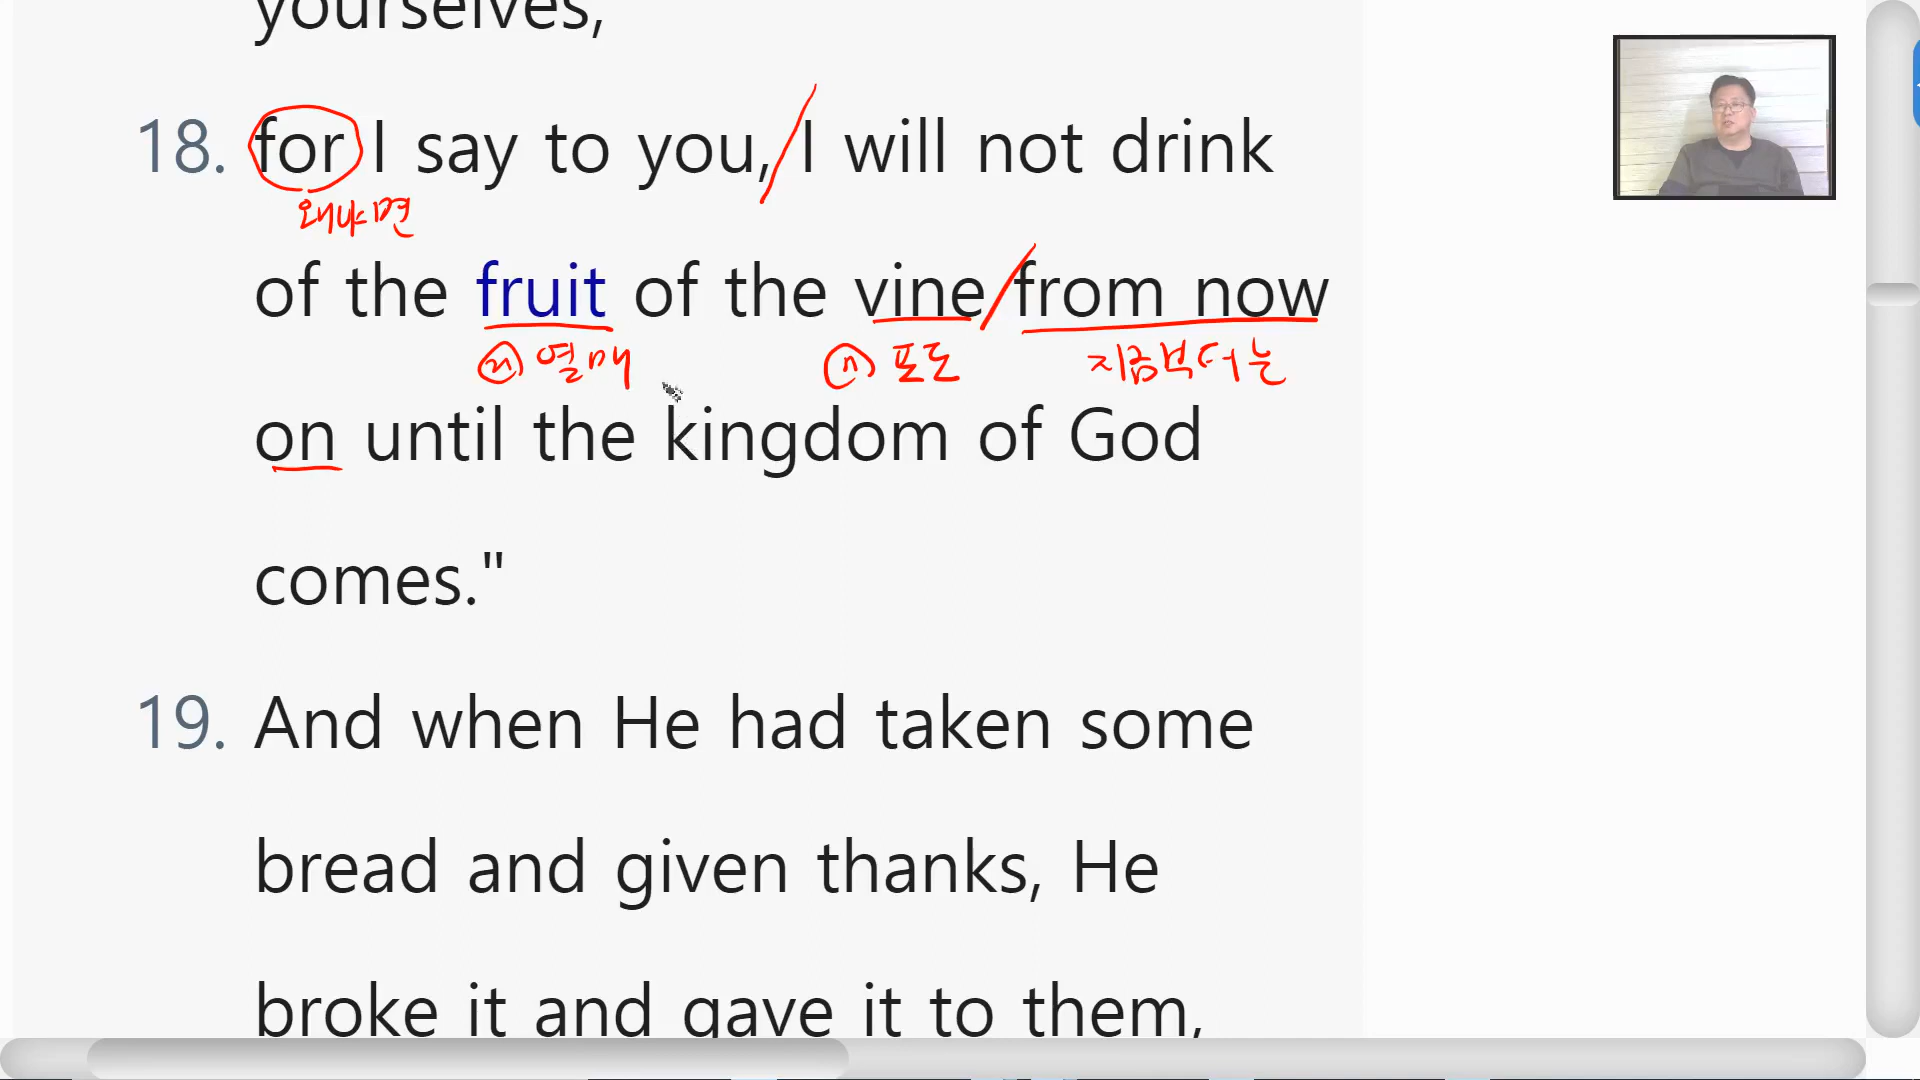 yourselves,
18. for I say to you, I will not drink
왜냐면
of the fruit of the vine from now
n 열매 n 포도 지금부터는
on until the kingdom of God
comes."
19. And when He had taken some
bread and given thanks, He
broke it and gave it to them,